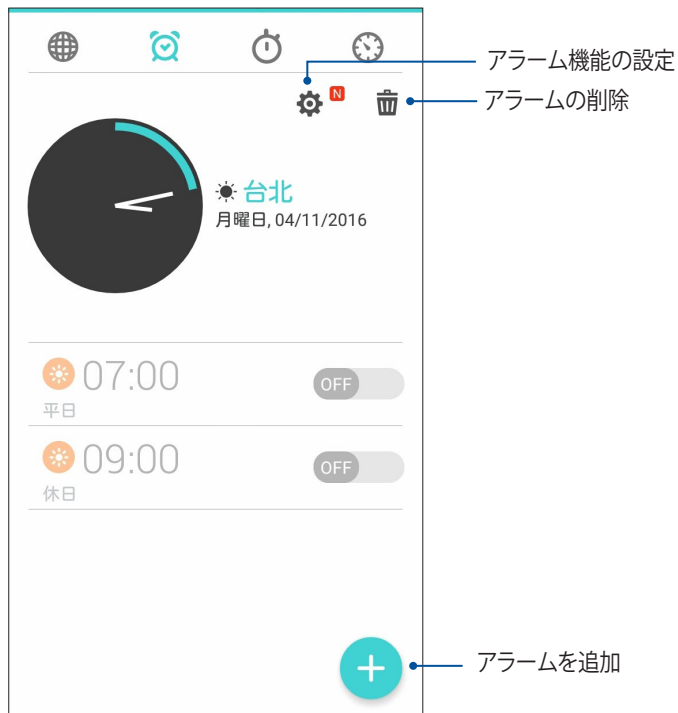 アラーム機能の設定
N
アラームの削除
台北
月曜日, 04/11/2016
07:00
OFF
平日
09:00
OFF
休日
アラームを追加